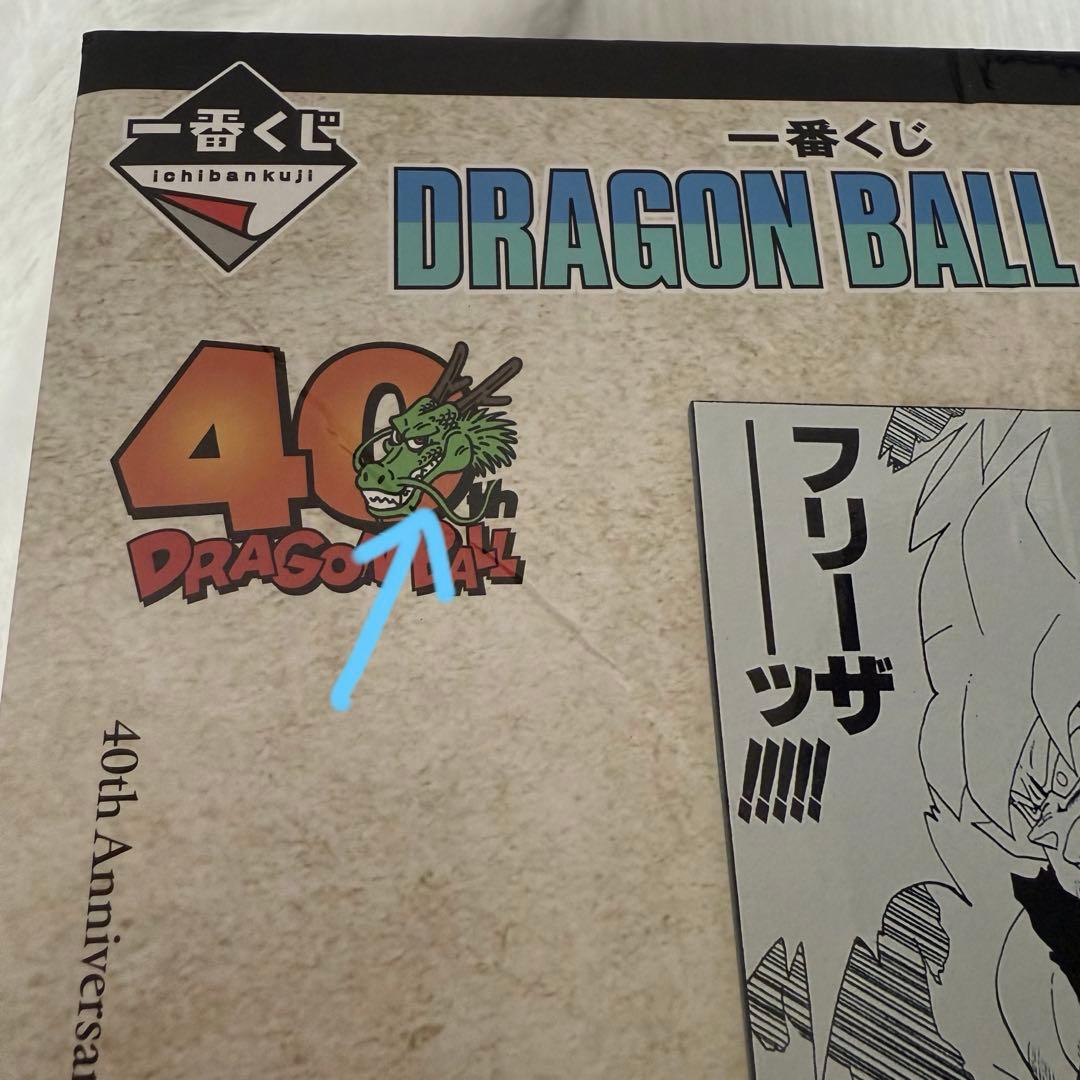 一番くじ
ichibankuji
一番くじ
DRAGON BALL
40th
DRAGON BALL
フリーザ
ーーッ!!!!!
40th Anniversar